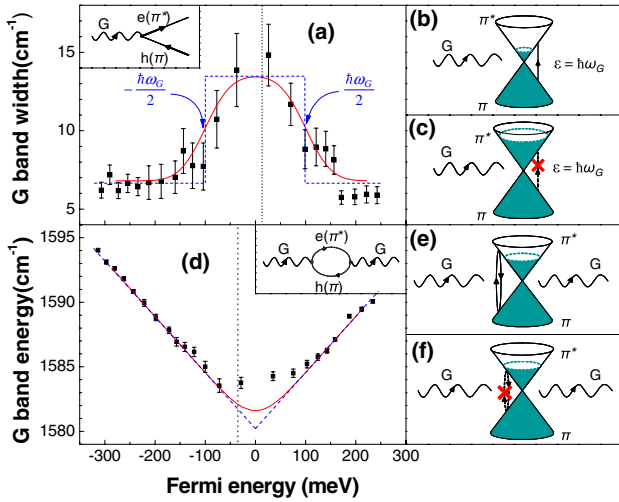 G
e(π*)
h(π)
(a)
G band width(cm⁻¹)
15
10
5
−ħω_G/2
ħω_G/2
(b)
π*
G
ε = ħω_G
π
(c)
π*
G
ε = ħω_G
π
(d)
G band energy(cm⁻¹)
1595
1590
1585
1580
e(π*)
G
G
h(π)
-300
-200
-100
0
100
200
300
Fermi energy (meV)
(e)
π*
G
G
π
(f)
π*
G
G
π